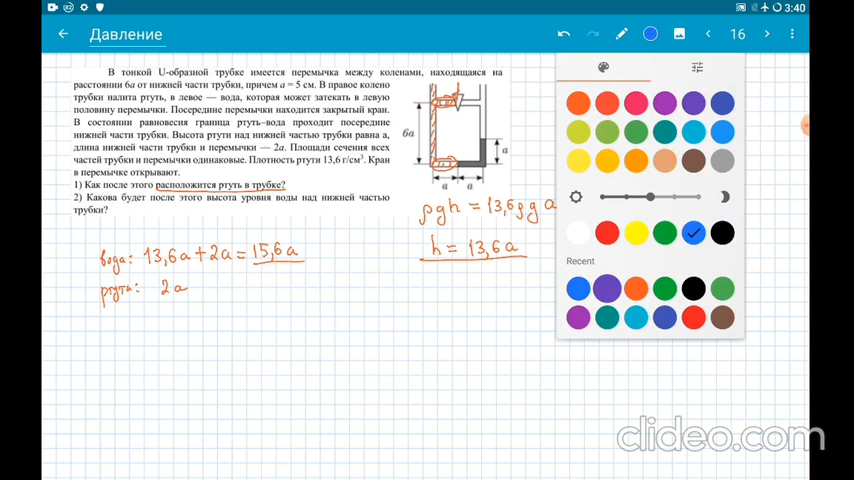 82
3:40
Давление
16
В тонкой U-образной трубке имеется перемычка между коленами, находящаяся на
расстоянии 6a от нижней части трубки, причем a = 5 см. В правое колено
трубки налита ртуть, в левое — вода, которая может затекать в левую
половину перемычки. Посередине перемычки находится закрытый кран.
В состоянии равновесия граница ртуть–вода проходит посередине
нижней части трубки. Высота ртути над нижней частью трубки равна a,
длина нижней части трубки и перемычки — 2a. Площади сечения всех
частей трубки и перемычки одинаковые. Плотность ртути 13,6 г/см³. Кран
в перемычке открывают.
1) Как после этого расположится ртуть в трубке?
2) Какова будет после этого высота уровня воды над нижней частью
трубки?
6a
a
a
a
ρgh = 13,6ρga
h = 13,6a
вода: 13,6a + 2a = 15,6a
ртуть: 2a
Recent
clideo.com